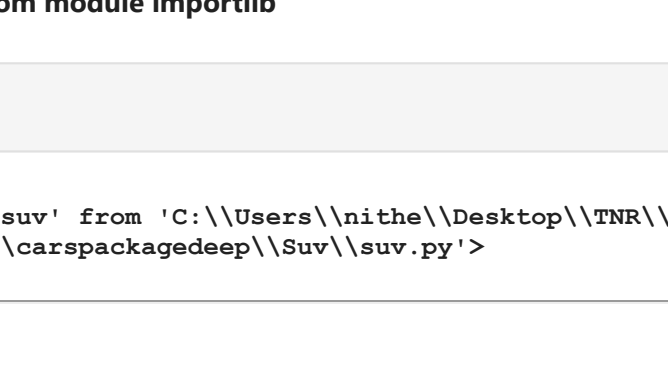 om module importlib
suv' from 'C:\\Users\\nithe\\Desktop\\TNR\\
\carspackagedeep\\Suv\\suv.py'>